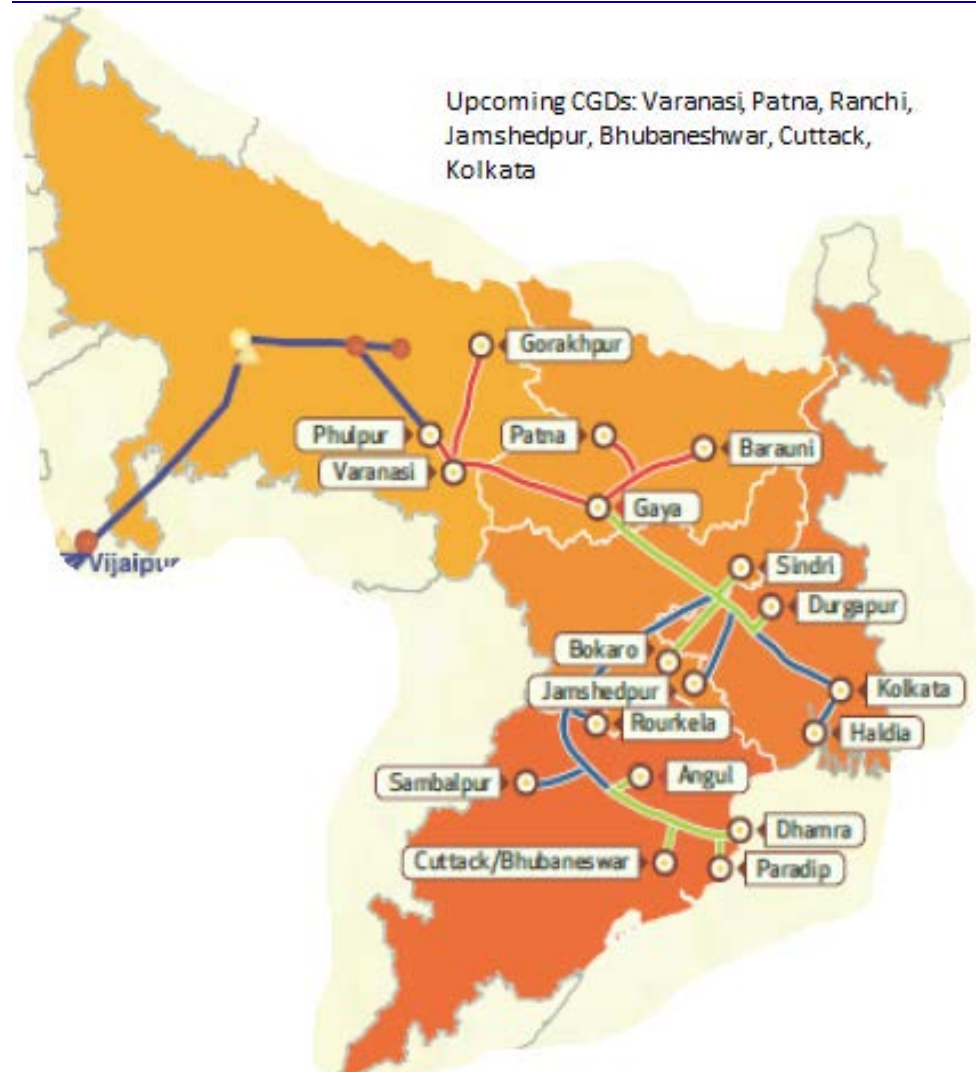 Upcoming CGDs: Varanasi, Patna, Ranchi,
Jamshedpur, Bhubaneshwar, Cuttack,
Kolkata
Gorakhpur
Phulpur
Patna
Barauni
Varanasi
Gaya
Vijaipur
Sindri
Durgapur
Bokaro
Jamshedpur
Kolkata
Rourkela
Haldia
Sambalpur
Angul
Dhamra
Cuttack/Bhubaneswar
Paradip